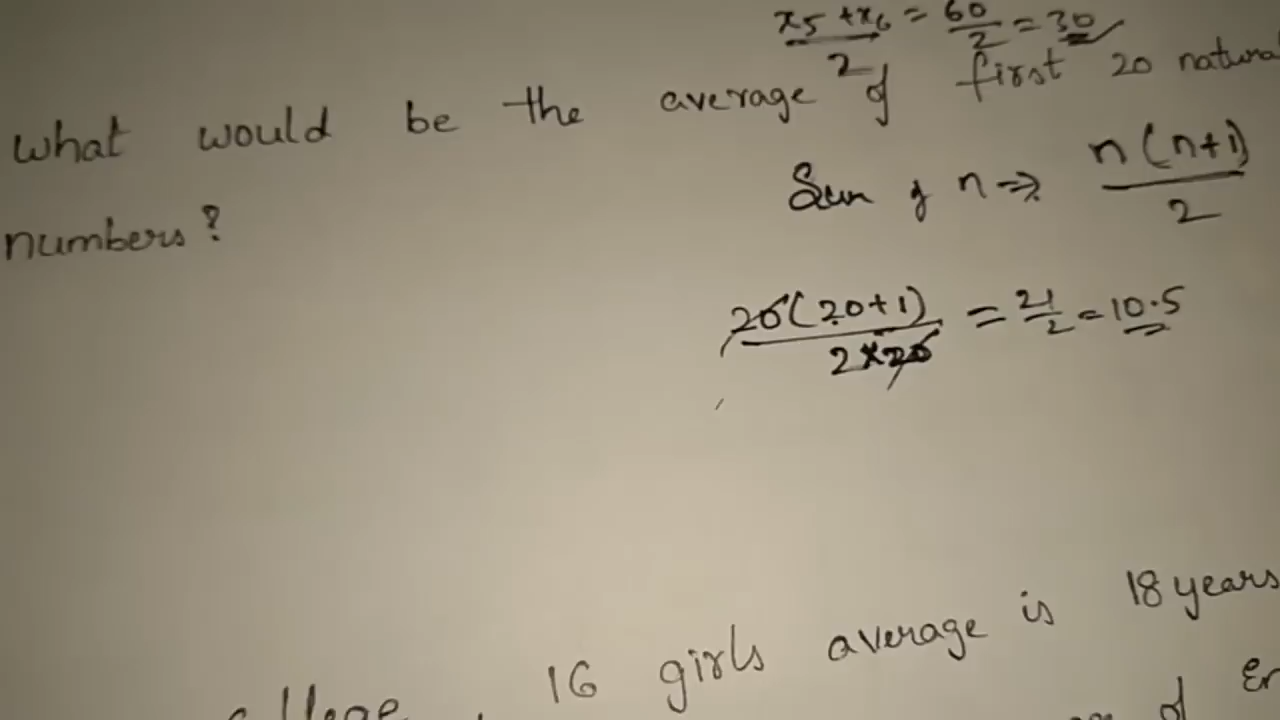 x5 + x6 / 2 = 60/2 = 30
what would be the average of first 20 natural
numbers?
Sum of n ⇒ n(n+1)/2
20(20+1) / 2×20 = 21/2 = 10.5
16 girls average is 18 years
of